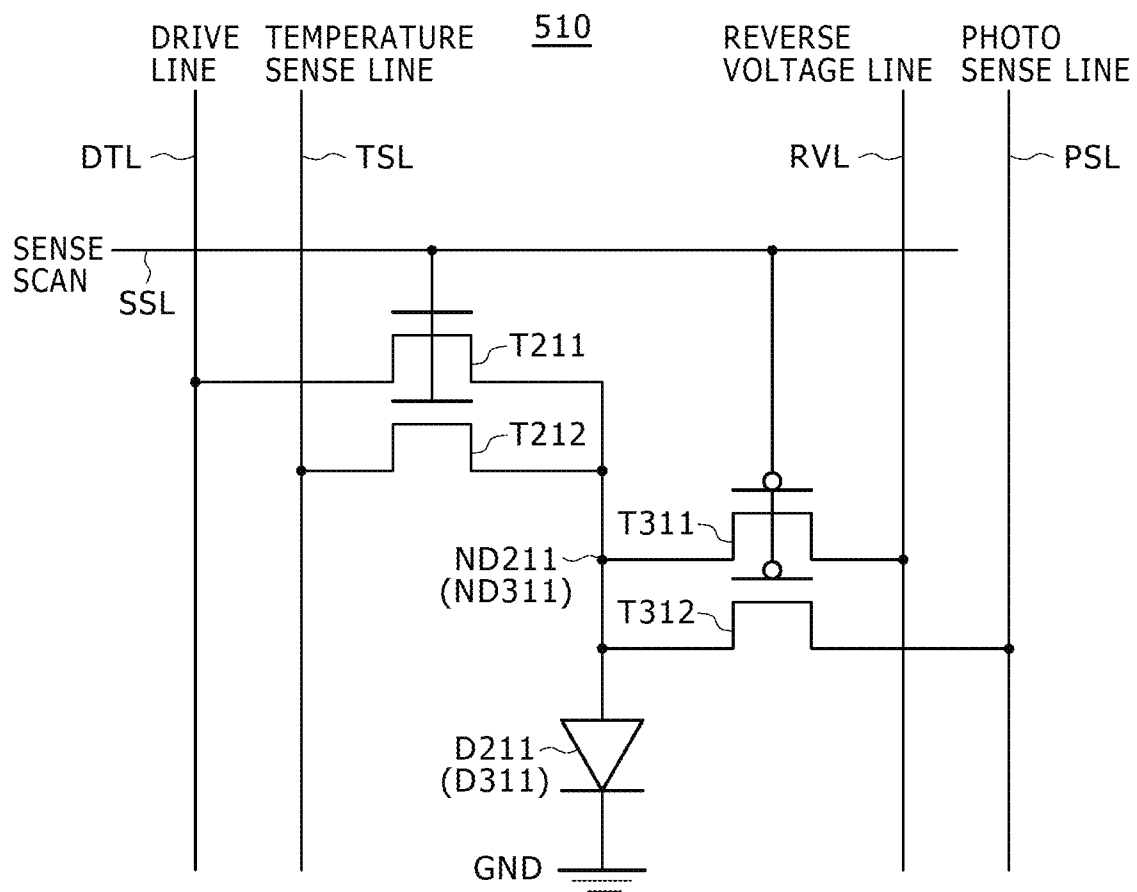 510
DRIVE
LINE
TEMPERATURE
SENSE LINE
REVERSE
VOLTAGE LINE
PHOTO
SENSE LINE
DTL
TSL
RVL
PSL
SENSE
SCAN
SSL
T211
T212
T311
ND211
(ND311)
T312
D211
(D311)
GND